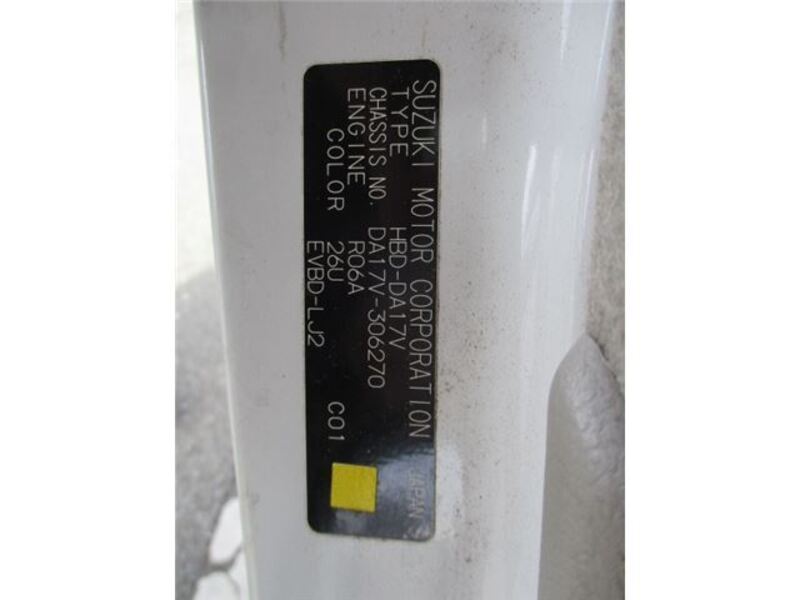 SUZUKI MOTOR CORPORATION
TYPE HBD-DA17V
CHASSIS NO. DA17V-306270
ENGINE R06A
COLOR 26U C01
EVBD-LJ2
JAPAN